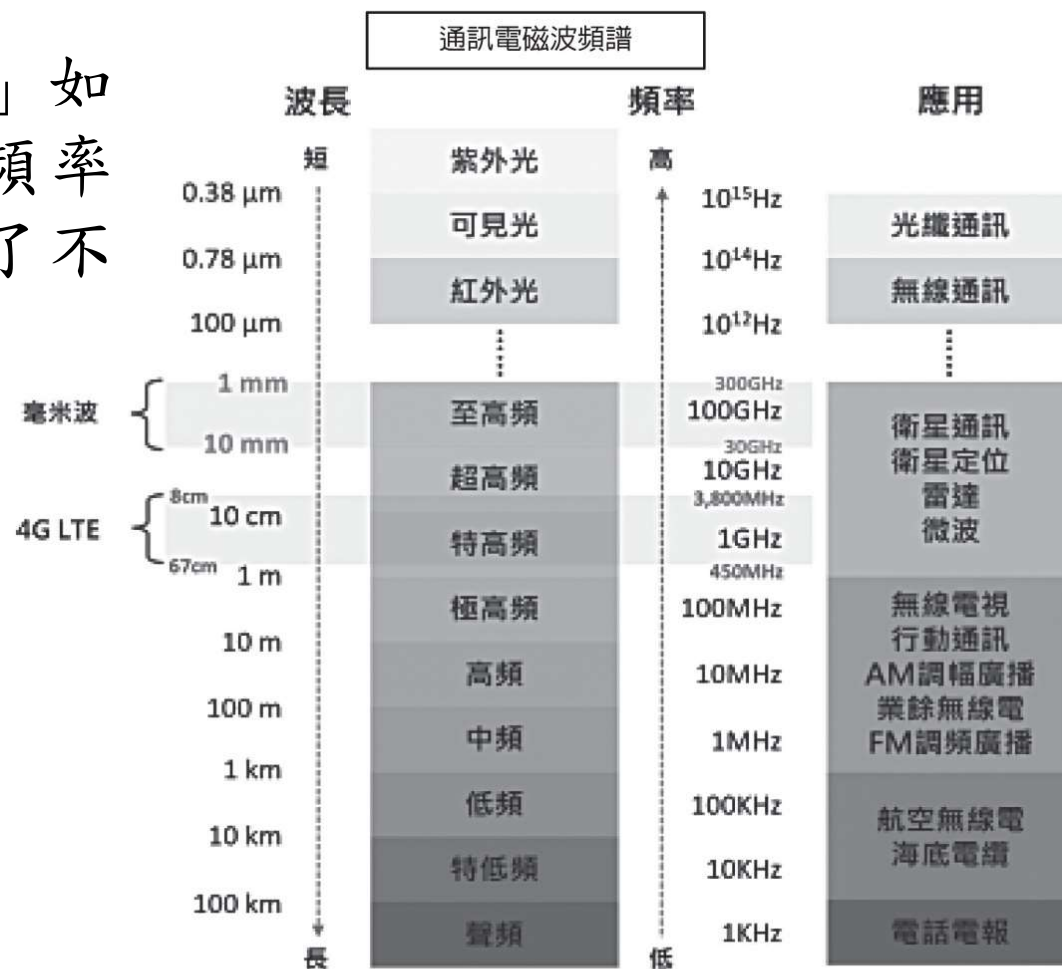 通訊電磁波頻譜
」如
頻率
了不
波長
頻率
應用
短
紫外光
高
0.38 μm
10¹⁵Hz
可見光
光纖通訊
0.78 μm
10¹⁴Hz
紅外光
無線通訊
100 μm
10¹²Hz
1 mm
300GHz
毫米波
至高頻
100GHz
10 mm
30GHz
衛星通訊
衛星定位
雷達
微波
超高頻
10GHz
8cm
3,800MHz
10 cm
4G LTE
特高頻
1GHz
67cm
450MHz
1 m
極高頻
100MHz
無線電視
行動通訊
AM調幅廣播
業餘無線電
FM調頻廣播
10 m
高頻
10MHz
100 m
中頻
1MHz
1 km
低頻
100KHz
航空無線電
海底電纜
10 km
特低頻
10KHz
100 km
聲頻
1KHz
電話電報
長
低